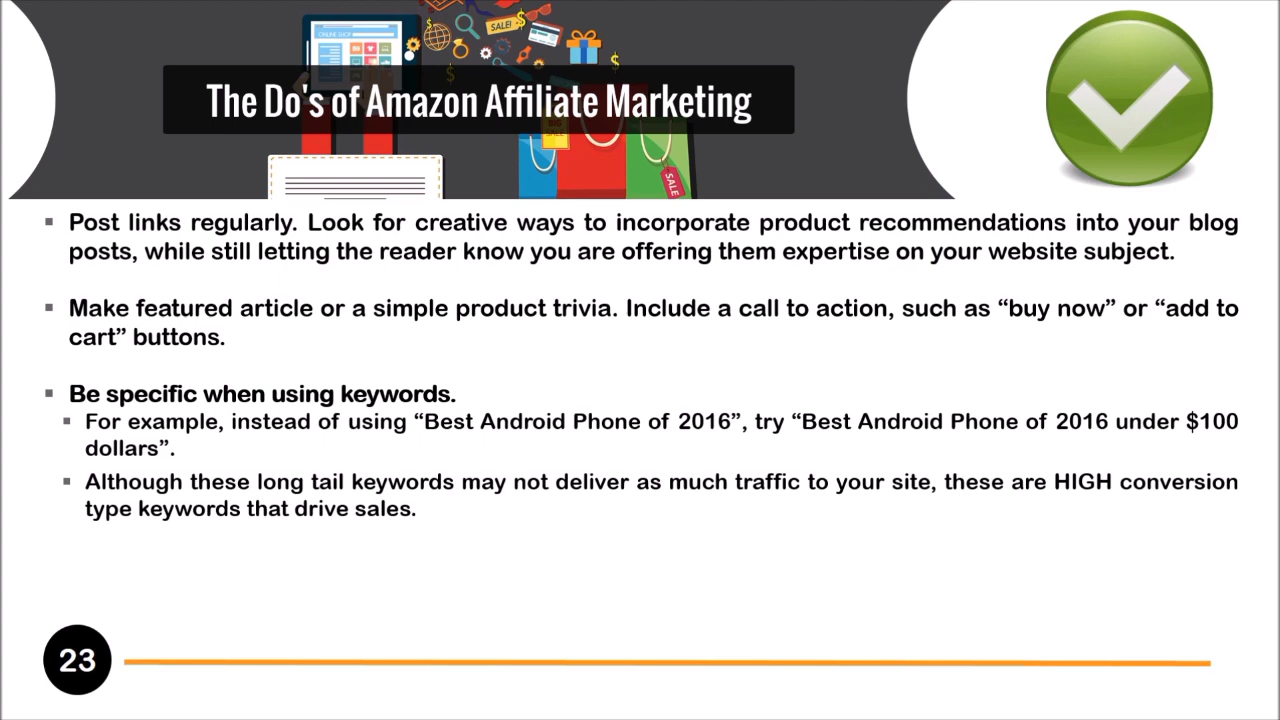 ONLINE SHOP
SALE!
The Do's of Amazon Affiliate Marketing
BIG
SALE
SALE
▪ Post links regularly. Look for creative ways to incorporate product recommendations into your blog
posts, while still letting the reader know you are offering them expertise on your website subject.
▪ Make featured article or a simple product trivia. Include a call to action, such as “buy now” or “add to
cart” buttons.
▪ Be specific when using keywords.
▪ For example, instead of using “Best Android Phone of 2016”, try “Best Android Phone of 2016 under $100
dollars”.
▪ Although these long tail keywords may not deliver as much traffic to your site, these are HIGH conversion
type keywords that drive sales.
23